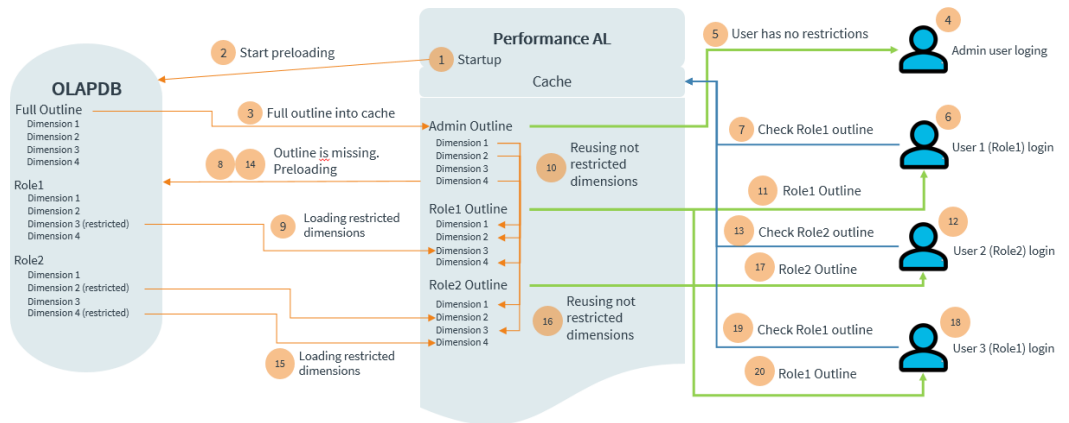 OLAPDB
Full Outline
Dimension 1
Dimension 2
Dimension 3
Dimension 4
Role1
Dimension 1
Dimension 2
Dimension 3 (restricted)
Dimension 4
Role2
Dimension 1
Dimension 2 (restricted)
Dimension 3
Dimension 4 (restricted)
2 Start preloading
3 Full outline into cache
8 14 Outline is missing.
Preloading
9 Loading restricted
dimensions
15 Loading restricted
dimensions
Performance AL
1 Startup
Cache
Admin Outline
Dimension 1
Dimension 2
Dimension 3
Dimension 4
10 Reusing not
restricted
dimensions
Role1 Outline
Dimension 1
Dimension 2
Dimension 3
Dimension 4
Role2 Outline
Dimension 1
Dimension 2
Dimension 3
Dimension 4
16 Reusing not
restricted
dimensions
5 User has no restrictions
4
Admin user loging
7 Check Role1 outline
6
User 1 (Role1) login
11 Role1 Outline
13 Check Role2 outline
12
User 2 (Role2) login
17 Role2 Outline
19 Check Role1 outline
18
User 3 (Role1) login
20 Role1 Outline